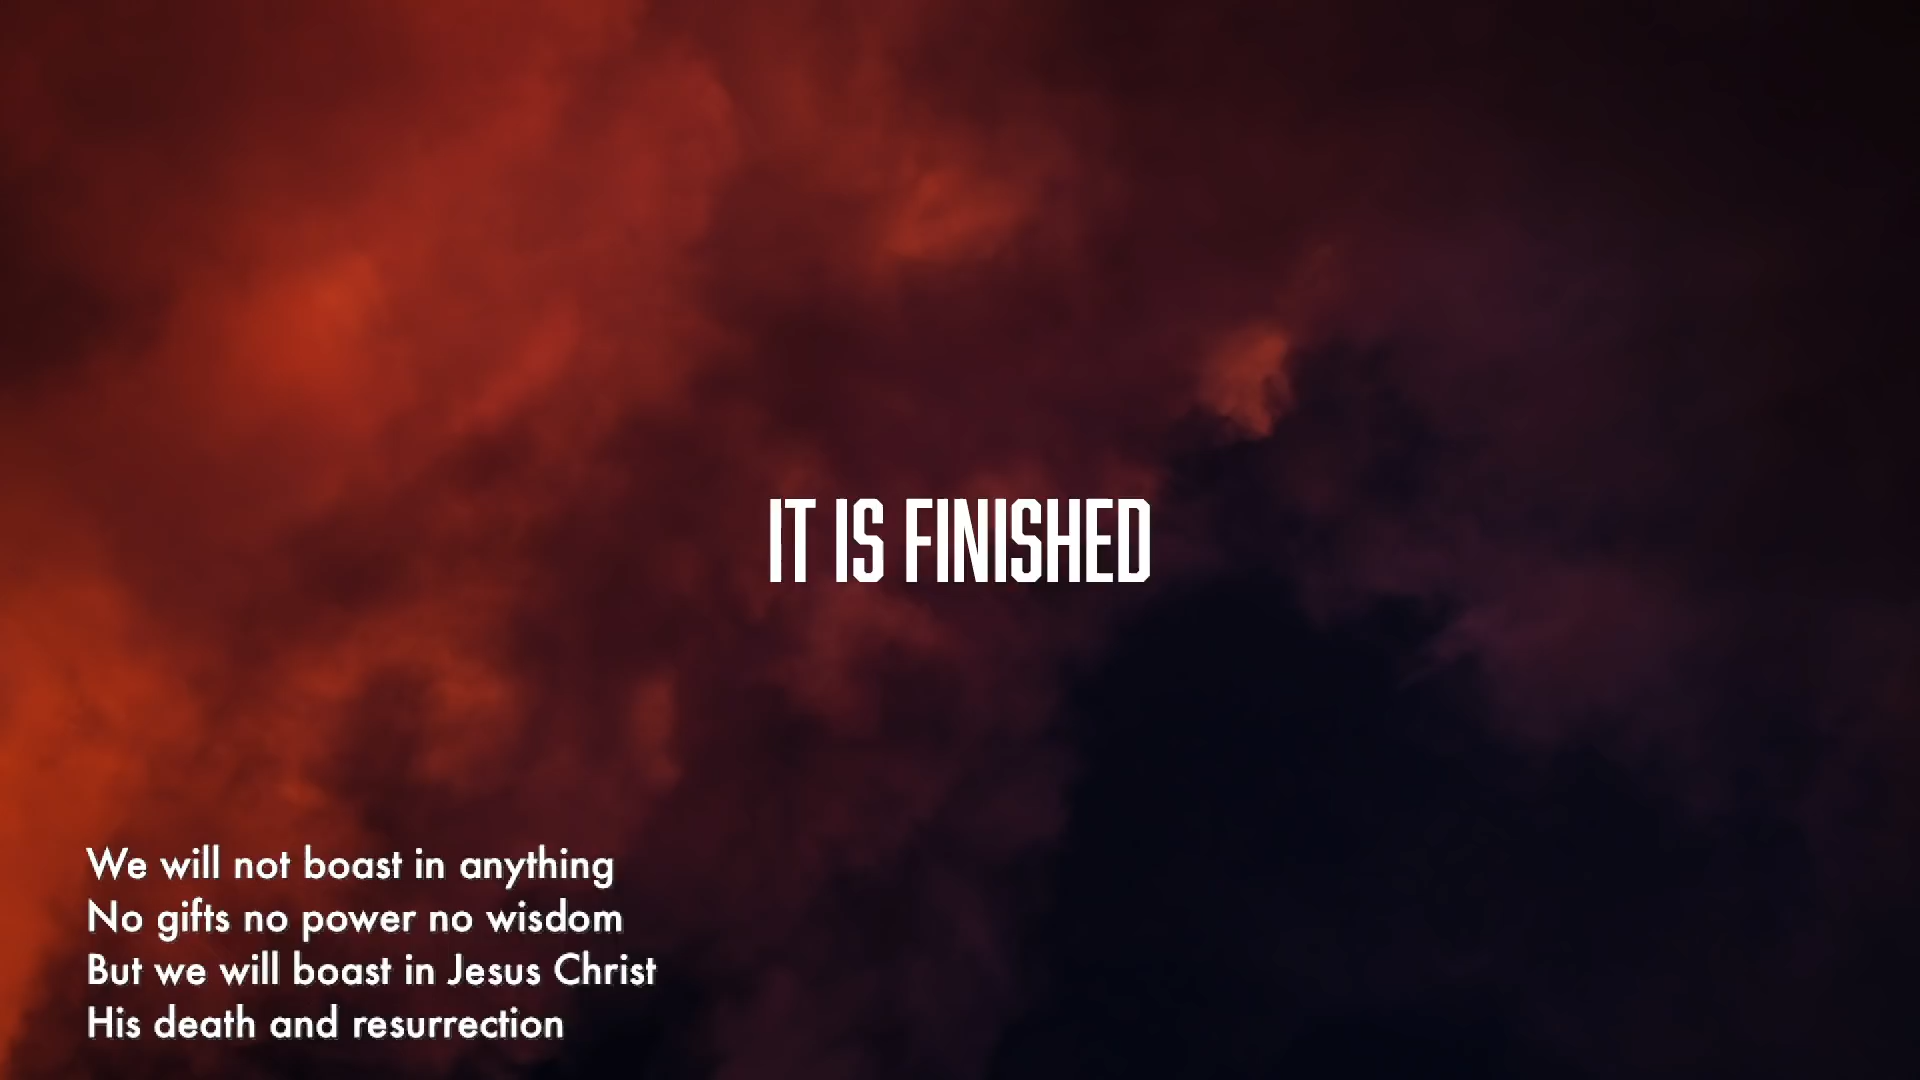 IT IS FINISHED
We will not boast in anything
No gifts no power no wisdom
But we will boast in Jesus Christ
His death and resurrection